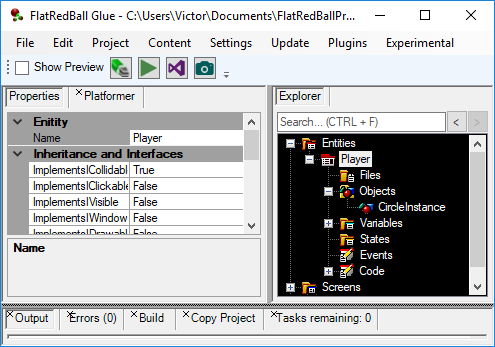 FlatRedBall Glue - C:\Users\Victor\Documents\FlatRedBallPr...
File Edit Project Content Settings Update Plugins Experimental
Show Preview
Properties Platformer
Entitity
Name Player
Inheritance and Interfaces
ImplementsICollidabl True
ImplementsIClickable False
ImplementsIVisible False
ImplementsIWindow False
ImplementsIDrawabl False
Name
Explorer
Search... (CTRL + F)
< >
Entities
Player
Files
Objects
CircleInstance
Variables
States
Events
Code
Screens
Output Errors (0) Build Copy Project Tasks remaining: 0